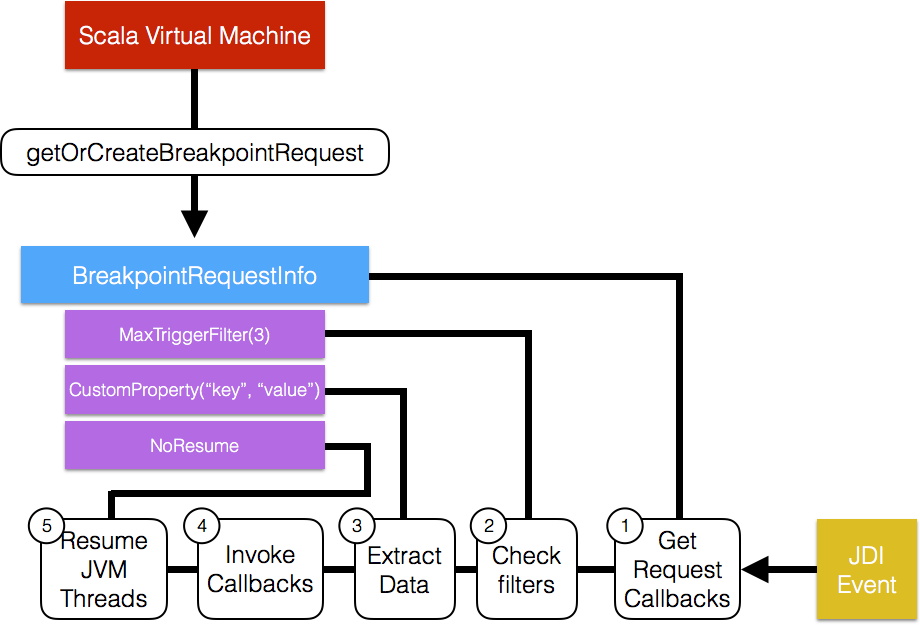 Scala Virtual Machine
getOrCreateBreakpointRequest
BreakpointRequestInfo
MaxTriggerFilter(3)
CustomProperty(“key”, “value”)
NoResume
5
Resume
JVM
Threads
4
Invoke
Callbacks
3
Extract
Data
2
Check
filters
1
Get
Request
Callbacks
JDI
Event